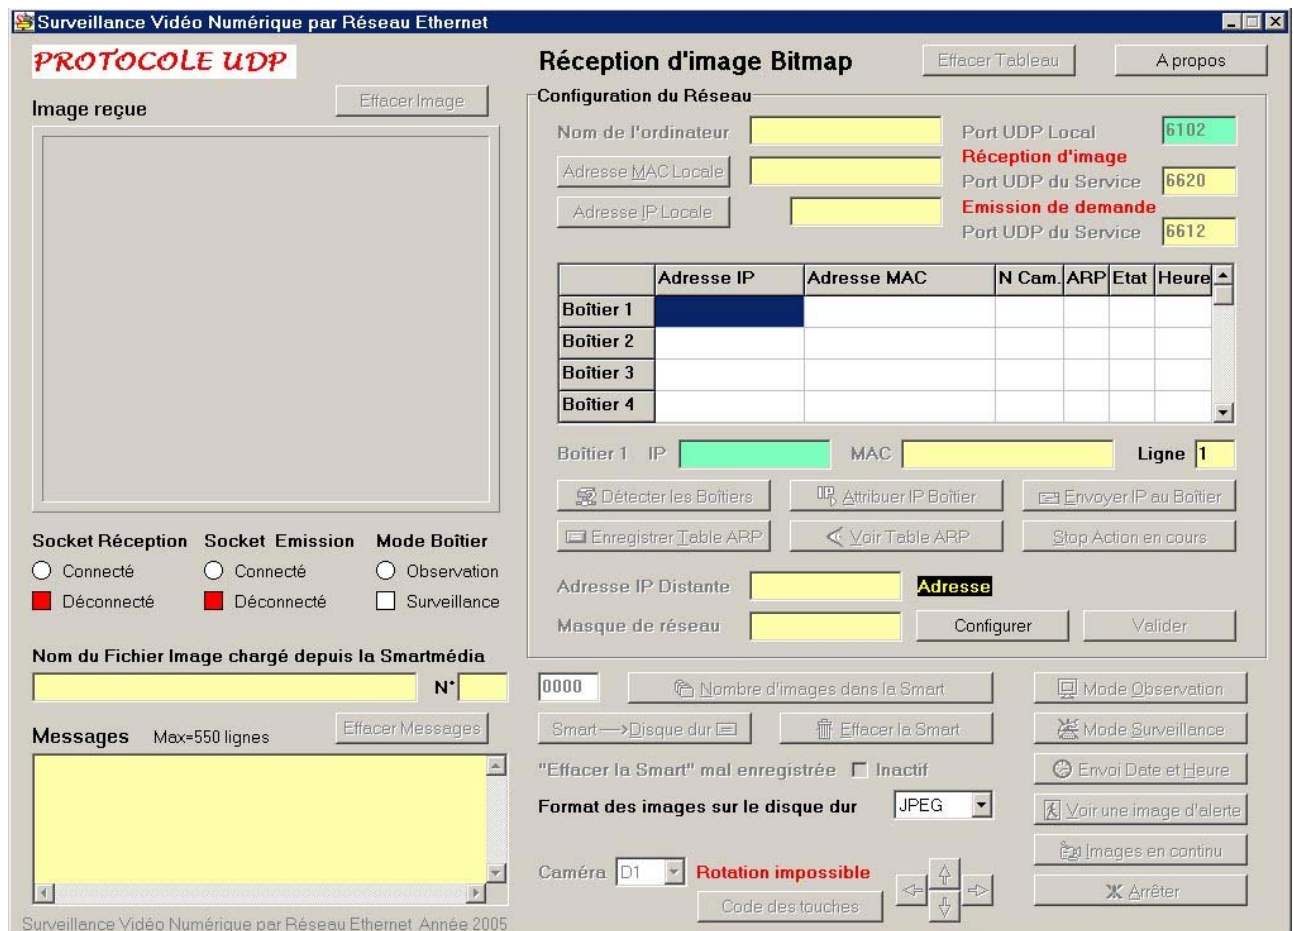 Surveillance Vidéo Numérique par Réseau Ethernet
PROTOCOLE UDP
Image reçue
Effacer Image
Socket Réception
Connecté
Déconnecté
Socket Emission
Connecté
Déconnecté
Mode Boîtier
Observation
Surveillance
Nom du Fichier Image chargé depuis la Smartmédia
N°
Messages Max=550 lignes
Effacer Messages
Surveillance Vidéo Numérique par Réseau Ethernet Année 2005
Réception d'image Bitmap
Effacer Tableau
A propos
Configuration du Réseau
Nom de l'ordinateur
Adresse MAC Locale
Adresse IP Locale
Port UDP Local 6102
Réception d'image
Port UDP du Service 6620
Emission de demande
Port UDP du Service 6612
Adresse IP Adresse MAC N Cam. ARP Etat Heure
Boîtier 1
Boîtier 2
Boîtier 3
Boîtier 4
Boîtier 1 IP MAC Ligne 1
Détecter les Boîtiers
Attribuer IP Boîtier
Envoyer IP au Boîtier
Enregistrer Table ARP
Voir Table ARP
Stop Action en cours
Adresse IP Distante
Adresse
Masque de réseau
Configurer
Valider
0000
Nombre d'images dans la Smart
Smart-->Disque dur
Effacer la Smart
"Effacer la Smart" mal enregistrée Inactif
Format des images sur le disque dur JPEG
Caméra D1
Rotation impossible
Code des touches
Mode Observation
Mode Surveillance
Envoi Date et Heure
Voir une image d'alerte
Images en continu
Arrêter